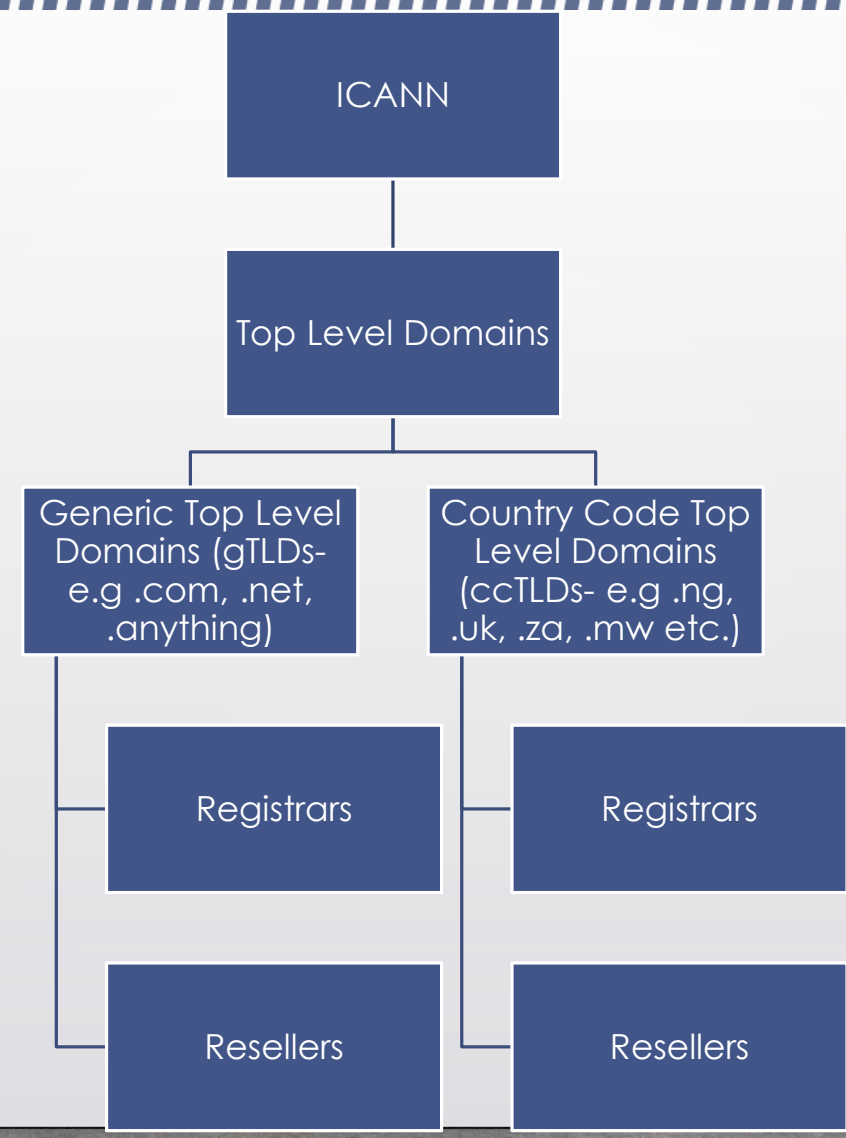 ICANN
Top Level Domains
Generic Top Level
Domains (gTLDs-
e.g .com, .net,
.anything)
Country Code Top
Level Domains
(ccTLDs- e.g .ng,
.uk, .za, .mw etc.)
Registrars
Registrars
Resellers
Resellers